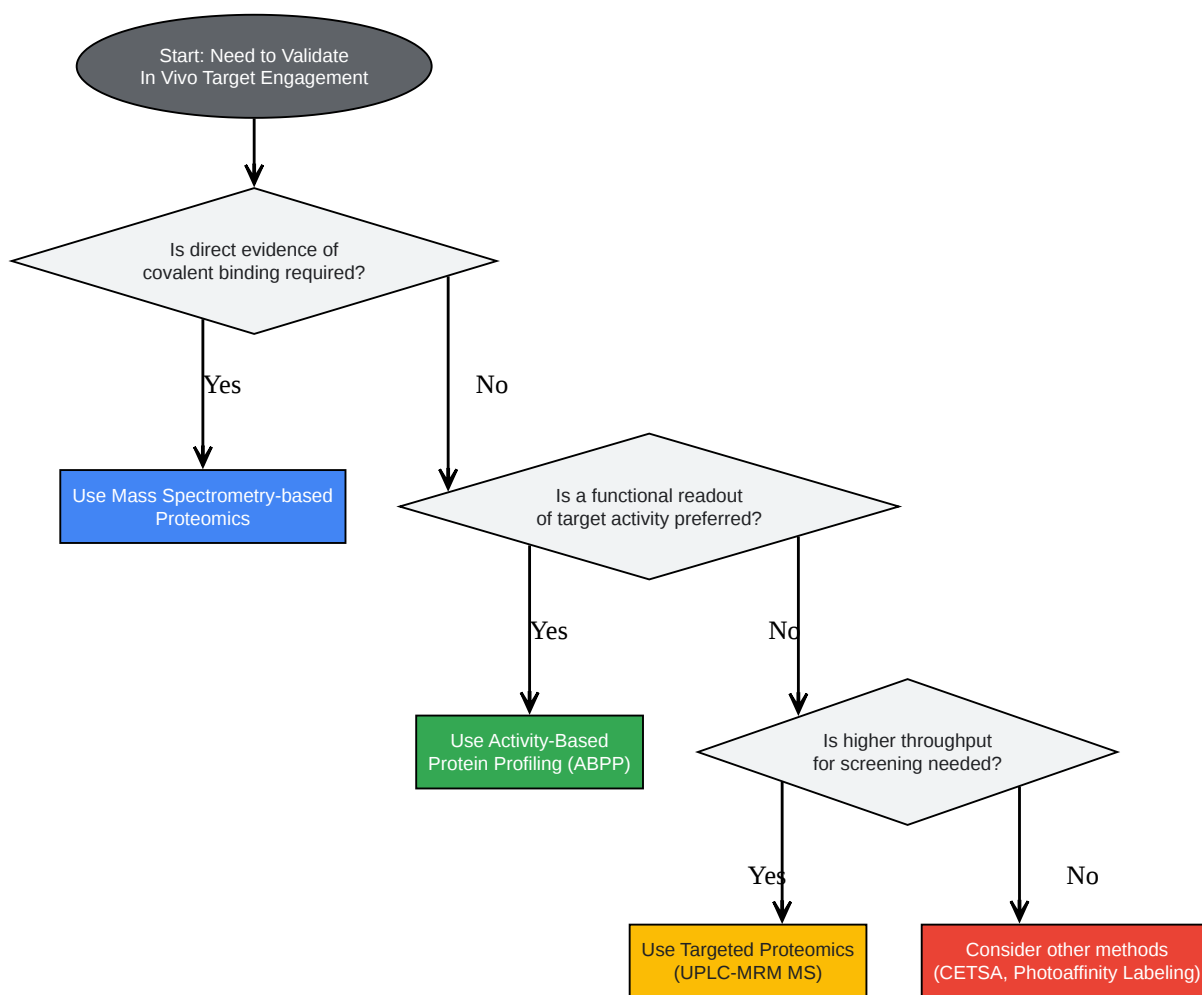 Start: Need to Validate
In Vivo Target Engagement
Is direct evidence of
covalent binding required?
Yes
No
Use Mass Spectrometry-based
Proteomics
Is a functional readout
of target activity preferred?
Yes
No
Use Activity-Based
Protein Profiling (ABPP)
Is higher throughput
for screening needed?
Yes
No
Use Targeted Proteomics
(UPLC-MRM MS)
Consider other methods
(CETSA, Photoaffinity Labeling)